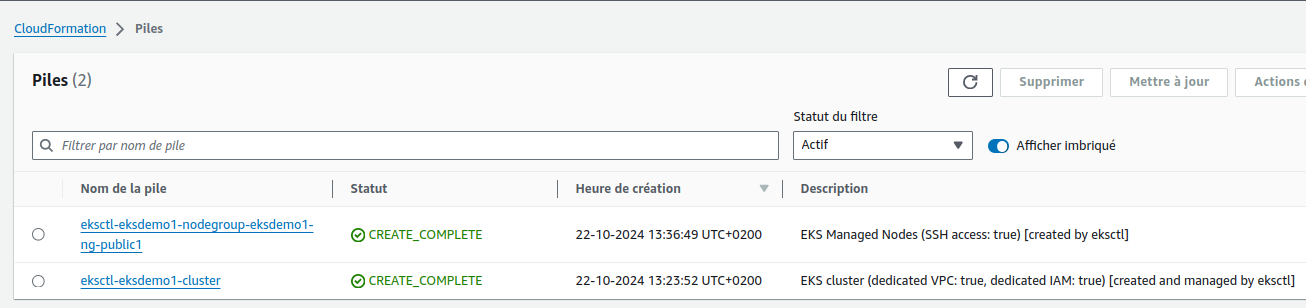 CloudFormation > Piles
Piles (2)
Supprimer
Mettre à jour
Actions
Statut du filtre
Filtrer par nom de pile
Actif
Afficher imbriqué
Nom de la pile Statut Heure de création Description
eksctl-eksdemo1-nodegroup-eksdemo1-
ng-public1
CREATE_COMPLETE
22-10-2024 13:36:49 UTC+0200
EKS Managed Nodes (SSH access: true) [created by eksctl]
eksctl-eksdemo1-cluster
CREATE_COMPLETE
22-10-2024 13:23:52 UTC+0200
EKS cluster (dedicated VPC: true, dedicated IAM: true) [created and managed by eksctl]